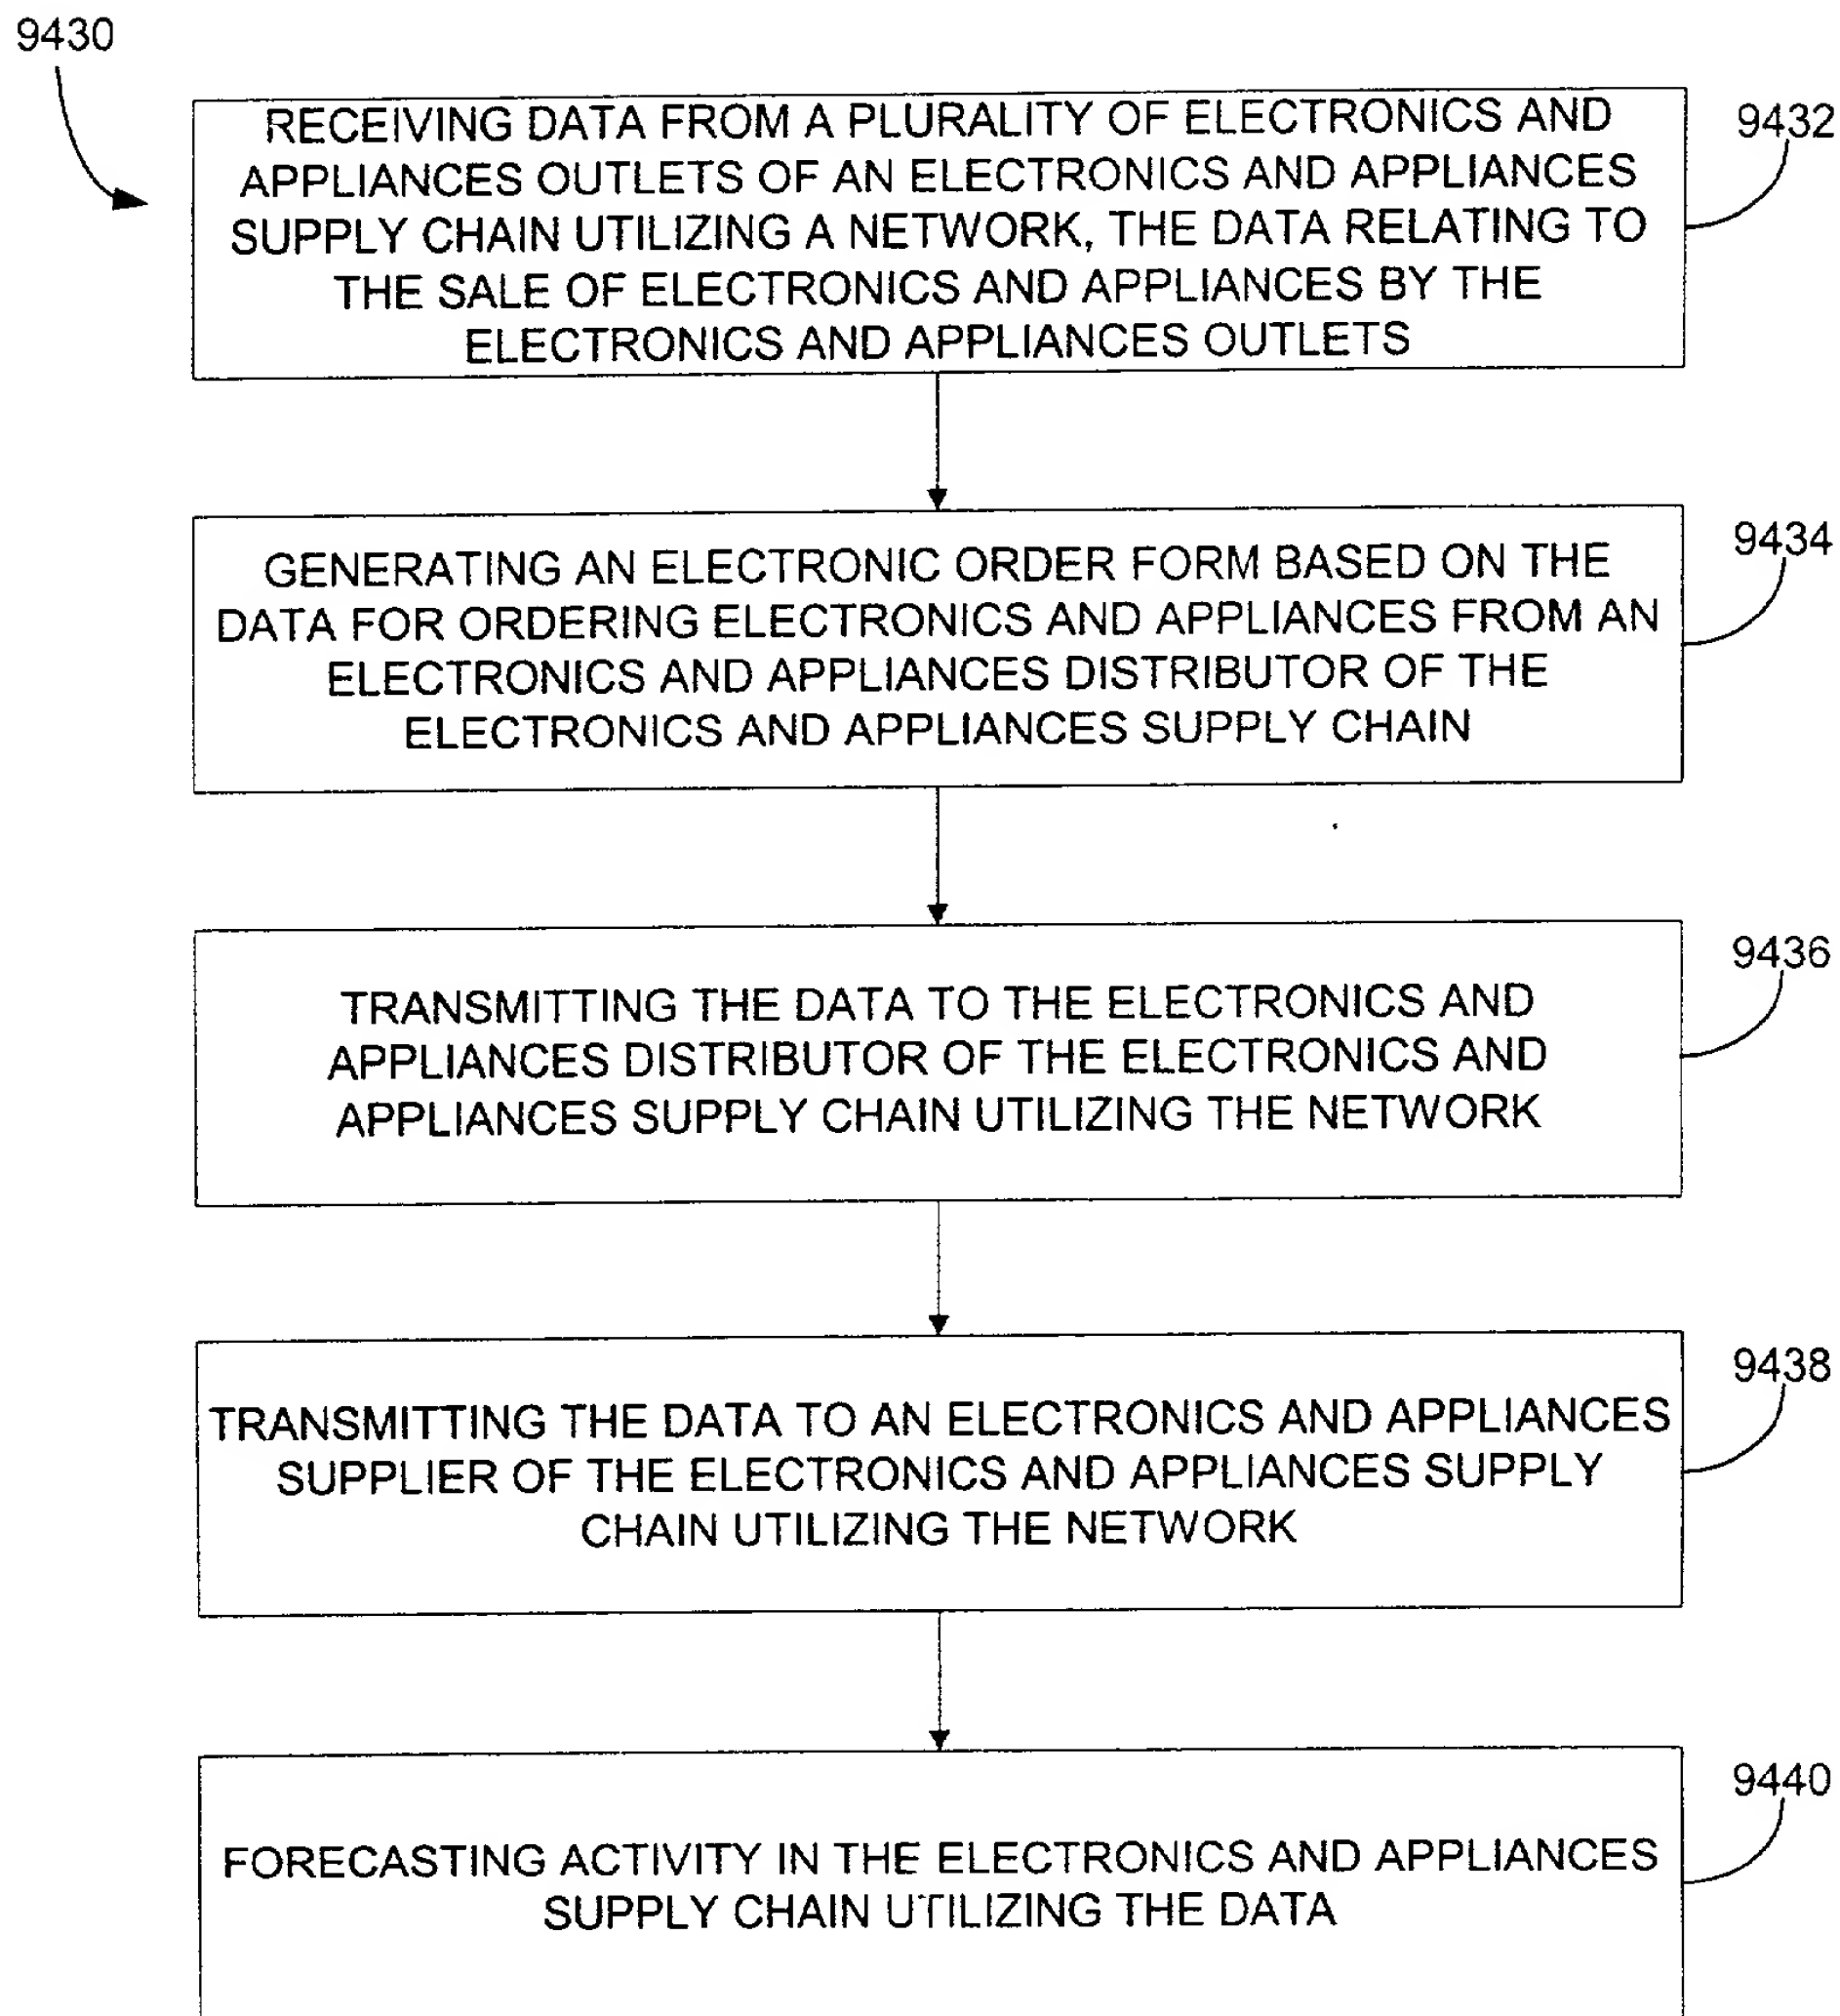 9430
RECEIVING DATA FROM A PLURALITY OF ELECTRONICS AND
APPLIANCES OUTLETS OF AN ELECTRONICS AND APPLIANCES
SUPPLY CHAIN UTILIZING A NETWORK, THE DATA RELATING TO
THE SALE OF ELECTRONICS AND APPLIANCES BY THE
ELECTRONICS AND APPLIANCES OUTLETS
9432
GENERATING AN ELECTRONIC ORDER FORM BASED ON THE
DATA FOR ORDERING ELECTRONICS AND APPLIANCES FROM AN
ELECTRONICS AND APPLIANCES DISTRIBUTOR OF THE
ELECTRONICS AND APPLIANCES SUPPLY CHAIN
9434
TRANSMITTING THE DATA TO THE ELECTRONICS AND
APPLIANCES DISTRIBUTOR OF THE ELECTRONICS AND
APPLIANCES SUPPLY CHAIN UTILIZING THE NETWORK
9436
TRANSMITTING THE DATA TO AN ELECTRONICS AND APPLIANCES
SUPPLIER OF THE ELECTRONICS AND APPLIANCES SUPPLY
CHAIN UTILIZING THE NETWORK
9438
FORECASTING ACTIVITY IN THE ELECTRONICS AND APPLIANCES
SUPPLY CHAIN UTILIZING THE DATA
9440